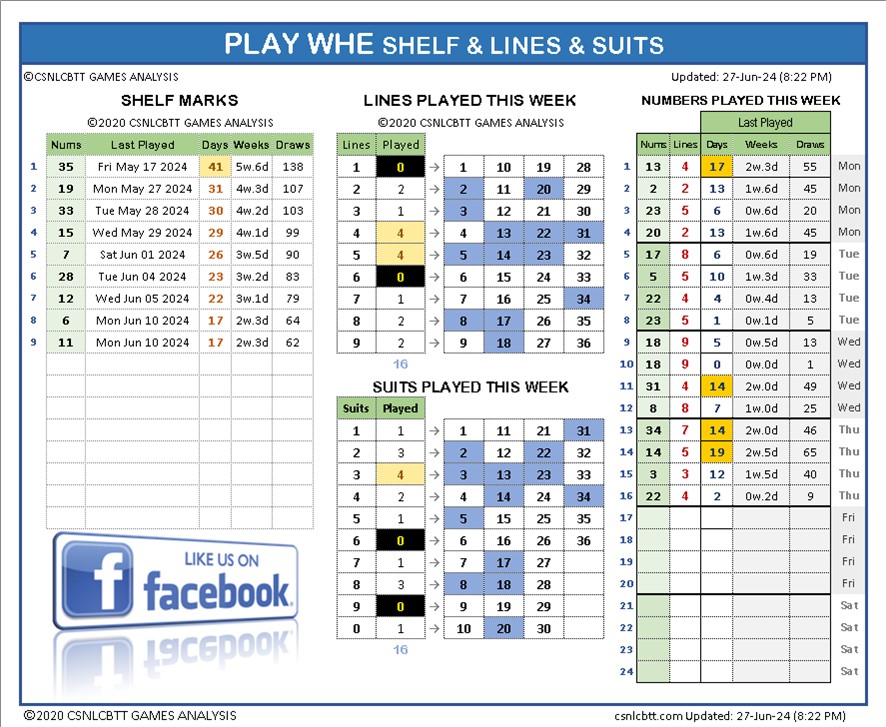 PLAY WHE SHELF & LINES & SUITS
©CSNLCBTT GAMES ANALYSIS
Updated: 27-Jun-24 (8:22 PM)
SHELF MARKS
©2020 CSNLCBTT GAMES ANALYSIS
Nums Last Played Days Weeks Draws
1 35 Fri May 17 2024 41 5w.6d 138
2 19 Mon May 27 2024 31 4w.3d 107
3 33 Tue May 28 2024 30 4w.2d 103
4 15 Wed May 29 2024 29 4w.1d 99
5 7 Sat Jun 01 2024 26 3w.5d 90
6 28 Tue Jun 04 2024 23 3w.2d 83
7 12 Wed Jun 05 2024 22 3w.1d 79
8 6 Mon Jun 10 2024 17 2w.3d 64
9 11 Mon Jun 10 2024 17 2w.3d 62
LIKE US ON
f facebook
LINES PLAYED THIS WEEK
©2020 CSNLCBTT GAMES ANALYSIS
Lines Played
1 0 → 1 10 19 28
2 2 → 2 11 20 29
3 1 → 3 12 21 30
4 4 → 4 13 22 31
5 4 → 5 14 23 32
6 0 → 6 15 24 33
7 1 → 7 16 25 34
8 2 → 8 17 26 35
9 2 → 9 18 27 36
16
SUITS PLAYED THIS WEEK
Suits Played
1 1 → 1 11 21 31
2 3 → 2 12 22 32
3 4 → 3 13 23 33
4 2 → 4 14 24 34
5 1 → 5 15 25 35
6 0 → 6 16 26 36
7 1 → 7 17 27
8 3 → 8 18 28
9 0 → 9 19 29
0 1 → 10 20 30
16
NUMBERS PLAYED THIS WEEK
Last Played
Nums Lines Days Weeks Draws
1 13 4 17 2w.3d 55 Mon
2 2 2 13 1w.6d 45 Mon
3 23 5 6 0w.6d 20 Mon
4 20 2 13 1w.6d 45 Mon
5 17 8 6 0w.6d 19 Tue
6 5 5 10 1w.3d 33 Tue
7 22 4 4 0w.4d 13 Tue
8 23 5 1 0w.1d 5 Tue
9 18 9 5 0w.5d 13 Wed
10 18 9 0 0w.0d 1 Wed
11 31 4 14 2w.0d 49 Wed
12 8 8 7 1w.0d 25 Wed
13 34 7 14 2w.0d 46 Thu
14 14 5 19 2w.5d 65 Thu
15 3 3 12 1w.5d 40 Thu
16 22 4 2 0w.2d 9 Thu
17 Fri
18 Fri
19 Fri
20 Fri
21 Sat
22 Sat
23 Sat
24 Sat
©2020 CSNLCBTT GAMES ANALYSIS
csnlcbtt.com Updated: 27-Jun-24 (8:22 PM)